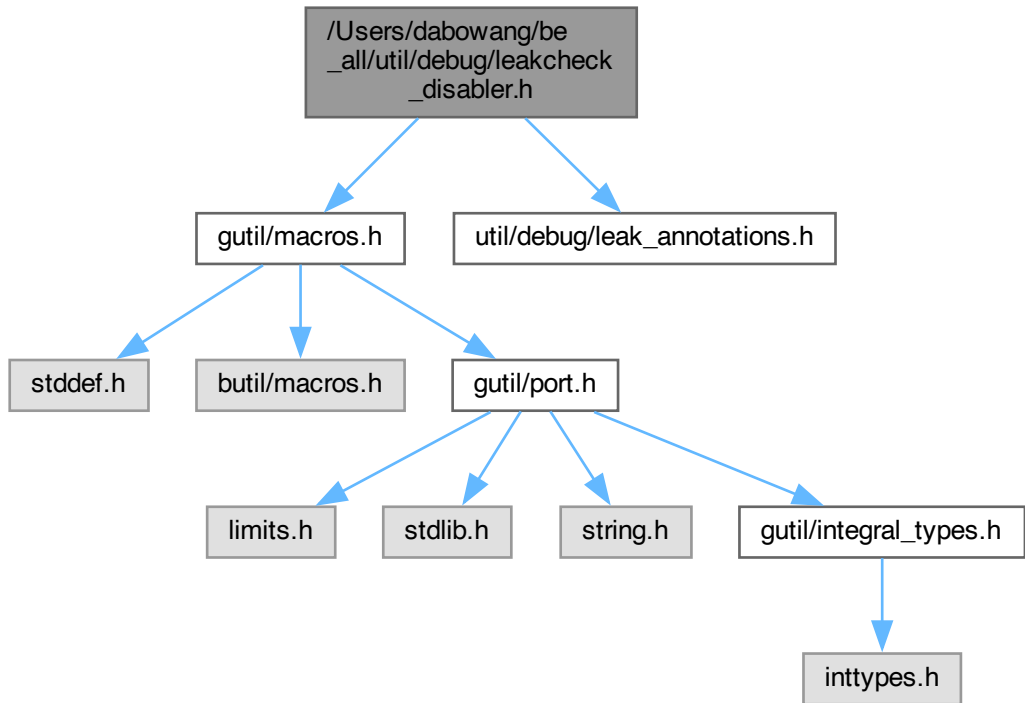 /Users/dabowang/be
_all/util/debug/leakcheck
_disabler.h
gutil/macros.h
util/debug/leak_annotations.h
stddef.h
butil/macros.h
gutil/port.h
limits.h
stdlib.h
string.h
gutil/integral_types.h
inttypes.h